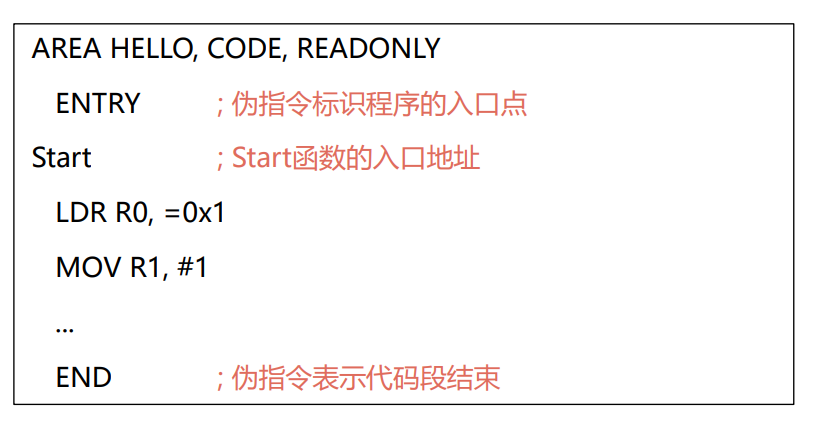 AREA HELLO, CODE, READONLY
ENTRY ; 伪指令标识程序的入口点
Start ; Start函数的入口地址
LDR R0, =0x1
MOV R1, #1
...
END ; 伪指令表示代码段结束